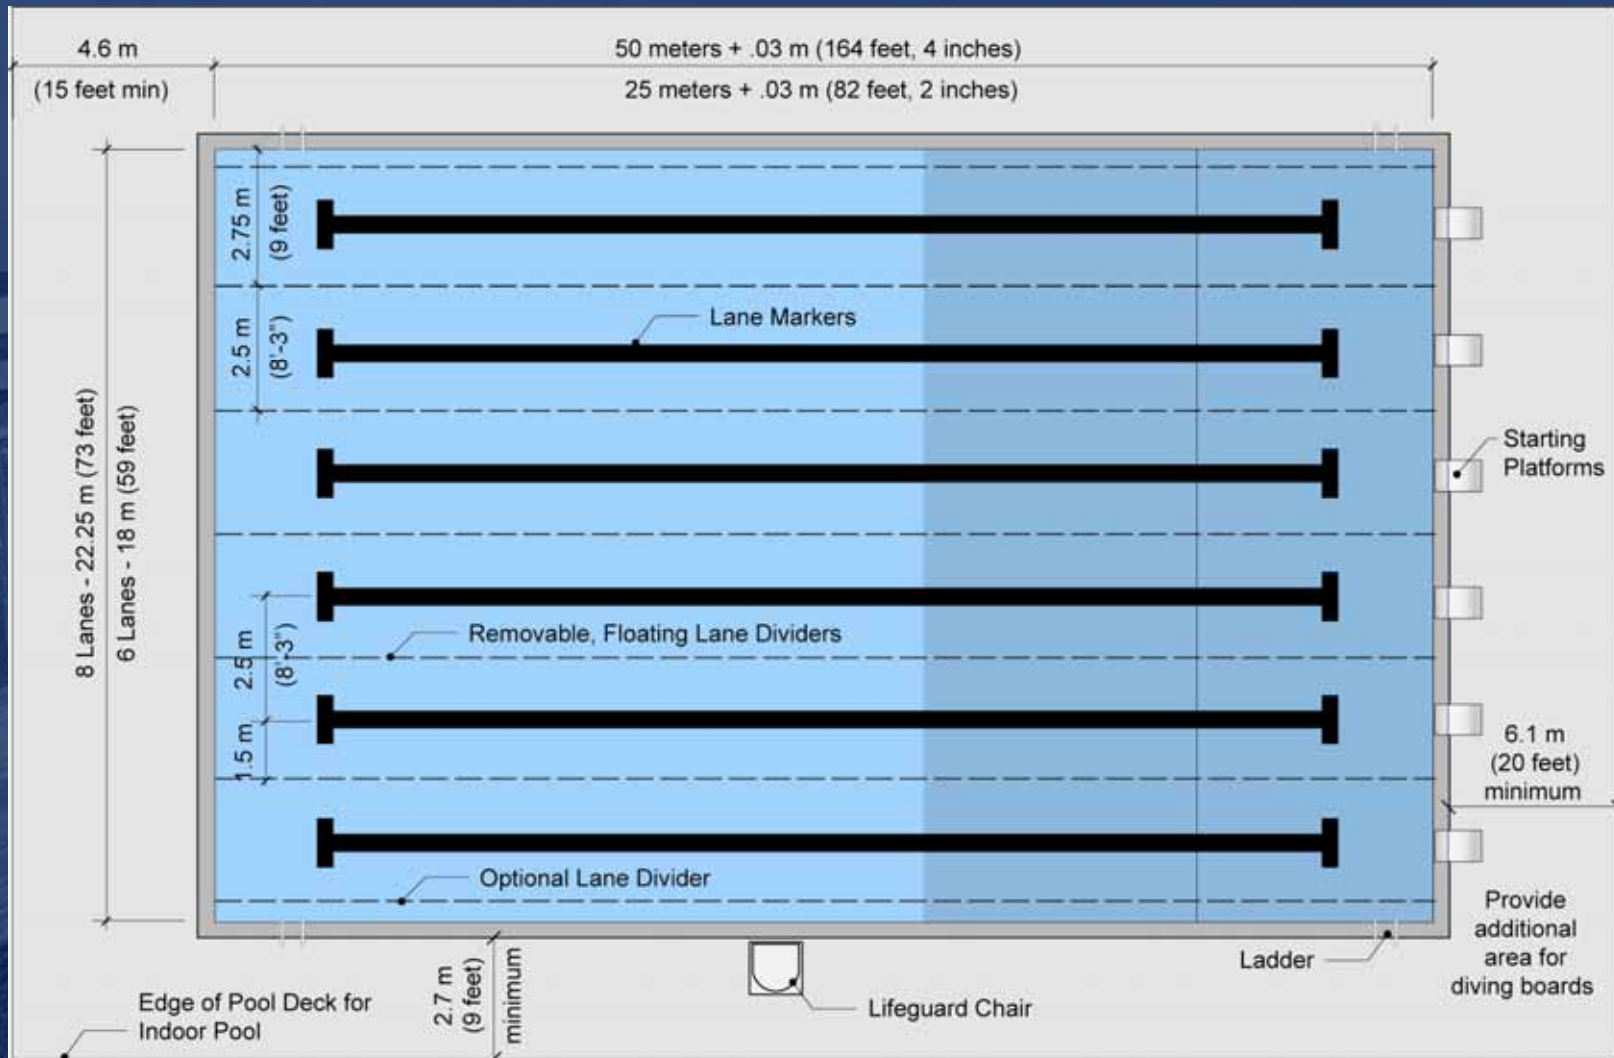 4.6 m
(15 feet min)
50 meters + .03 m (164 feet, 4 inches)
25 meters + .03 m (82 feet, 2 inches)
2.75 m
(9 feet)
2.5 m
(8'-3")
Lane Markers
8 Lanes - 22.25 m (73 feet)
6 Lanes - 18 m (59 feet)
Starting
Platforms
2.5 m
(8'-3")
Removable, Floating Lane Dividers
1.5 m
6.1 m
(20 feet)
minimum
Optional Lane Divider
Provide
additional
area for
diving boards
Ladder
2.7 m
(9 feet)
minimum
Edge of Pool Deck for
Indoor Pool
Lifeguard Chair